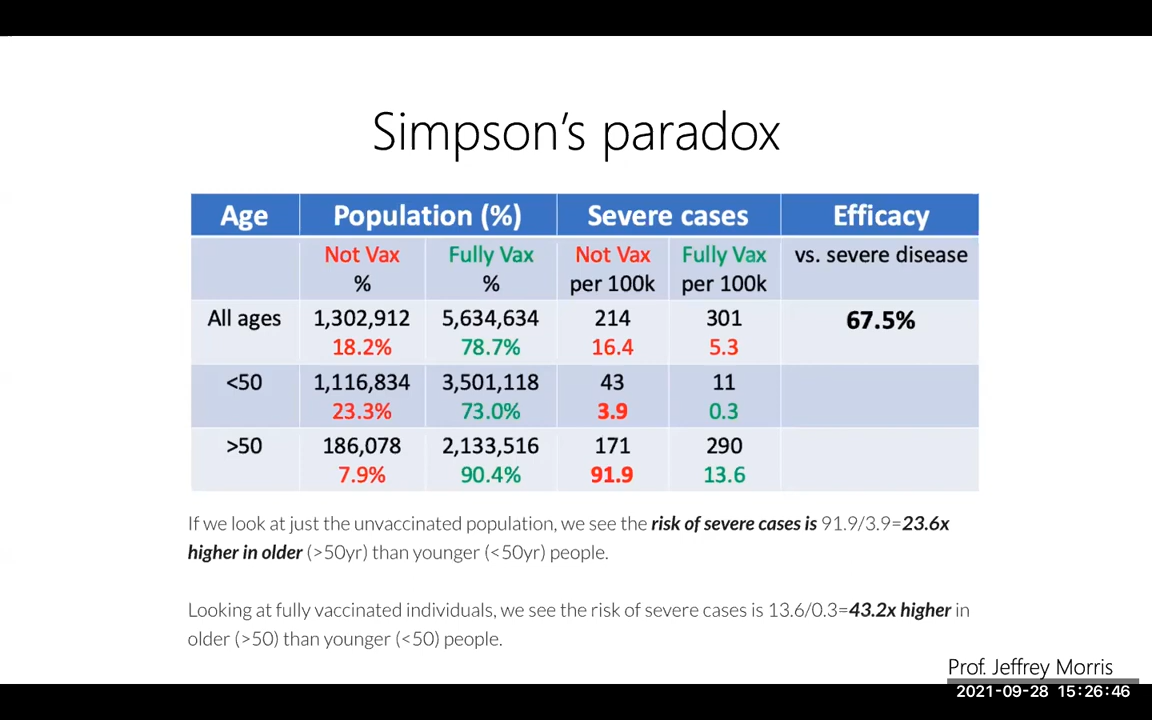 Simpson's paradox
Age Population (%) Severe cases Efficacy
Not Vax Fully Vax Not Vax Fully Vax vs. severe disease
% % per 100k per 100k
All ages 1,302,912 5,634,634 214 301 67.5%
18.2% 78.7% 16.4 5.3
<50 1,116,834 3,501,118 43 11
23.3% 73.0% 3.9 0.3
>50 186,078 2,133,516 171 290
7.9% 90.4% 91.9 13.6
If we look at just the unvaccinated population, we see the risk of severe cases is 91.9/3.9=23.6x
higher in older (>50yr) than younger (<50yr) people.
Looking at fully vaccinated individuals, we see the risk of severe cases is 13.6/0.3=43.2x higher in
older (>50) than younger (<50) people.
Prof. Jeffrey Morris
2021-09-28 15:26:46